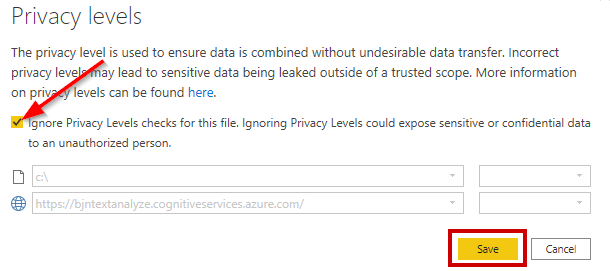 Privacy levels
The privacy level is used to ensure data is combined without undesirable data transfer. Incorrect
privacy levels may lead to sensitive data being leaked outside of a trusted scope. More information
on privacy levels can be found here.
Ignore Privacy Levels checks for this file. Ignoring Privacy Levels could expose sensitive or confidential data
to an unauthorized person.
c:\
https://bjntextanalyze.cognitiveservices.azure.com/
Save Cancel